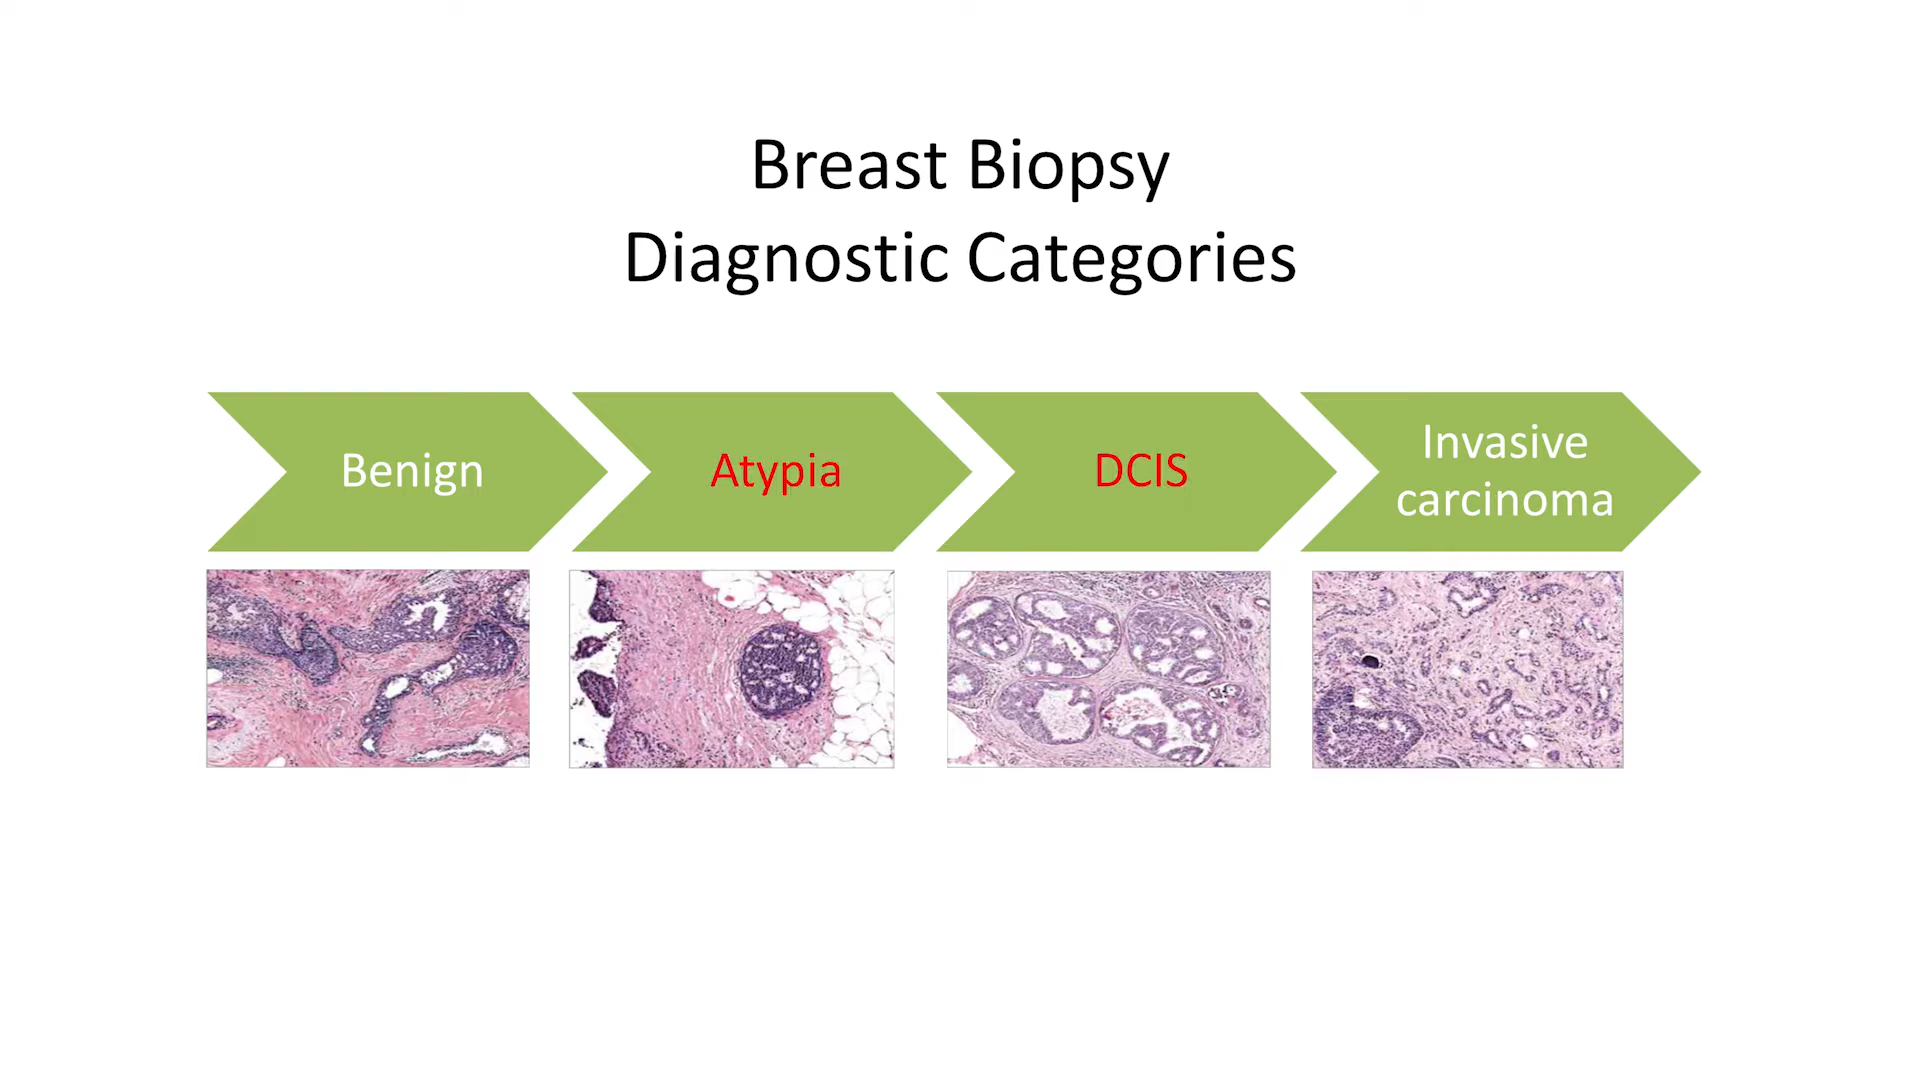 Breast Biopsy
Diagnostic Categories
Benign
Atypia
DCIS
Invasive
carcinoma